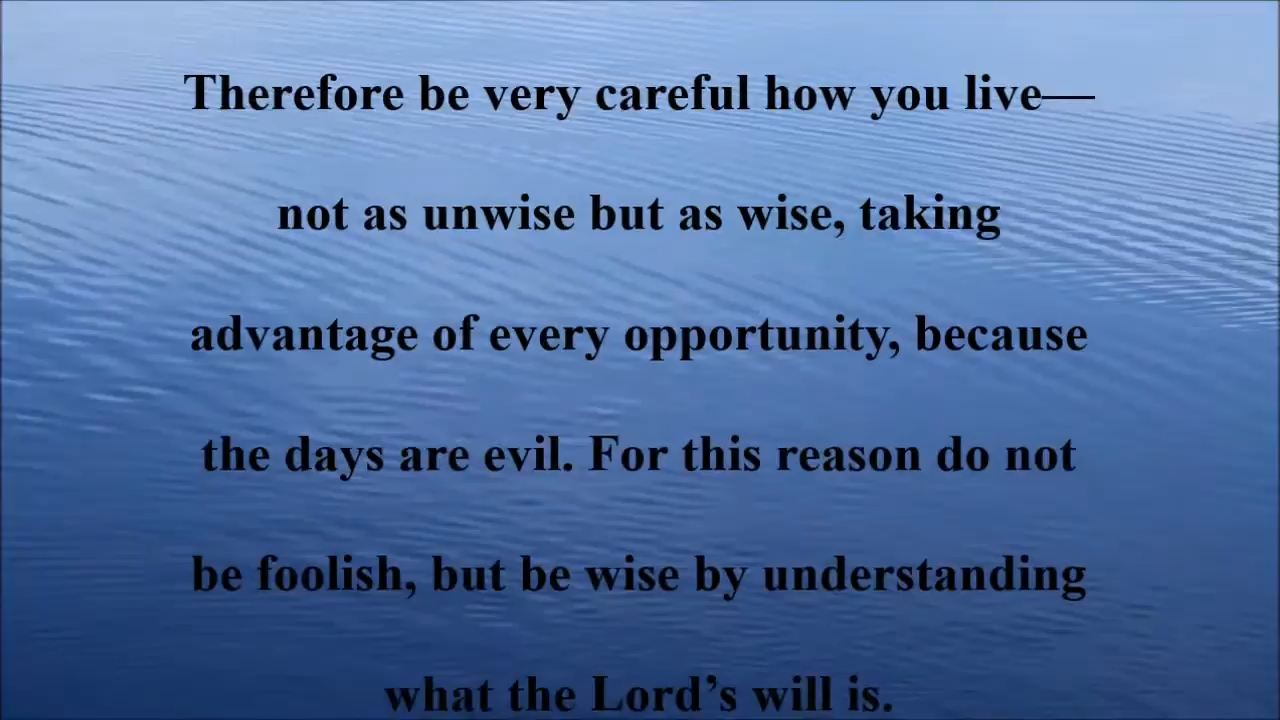 Therefore be very careful how you live—
not as unwise but as wise, taking
advantage of every opportunity, because
the days are evil. For this reason do not
be foolish, but be wise by understanding
what the Lord’s will is.